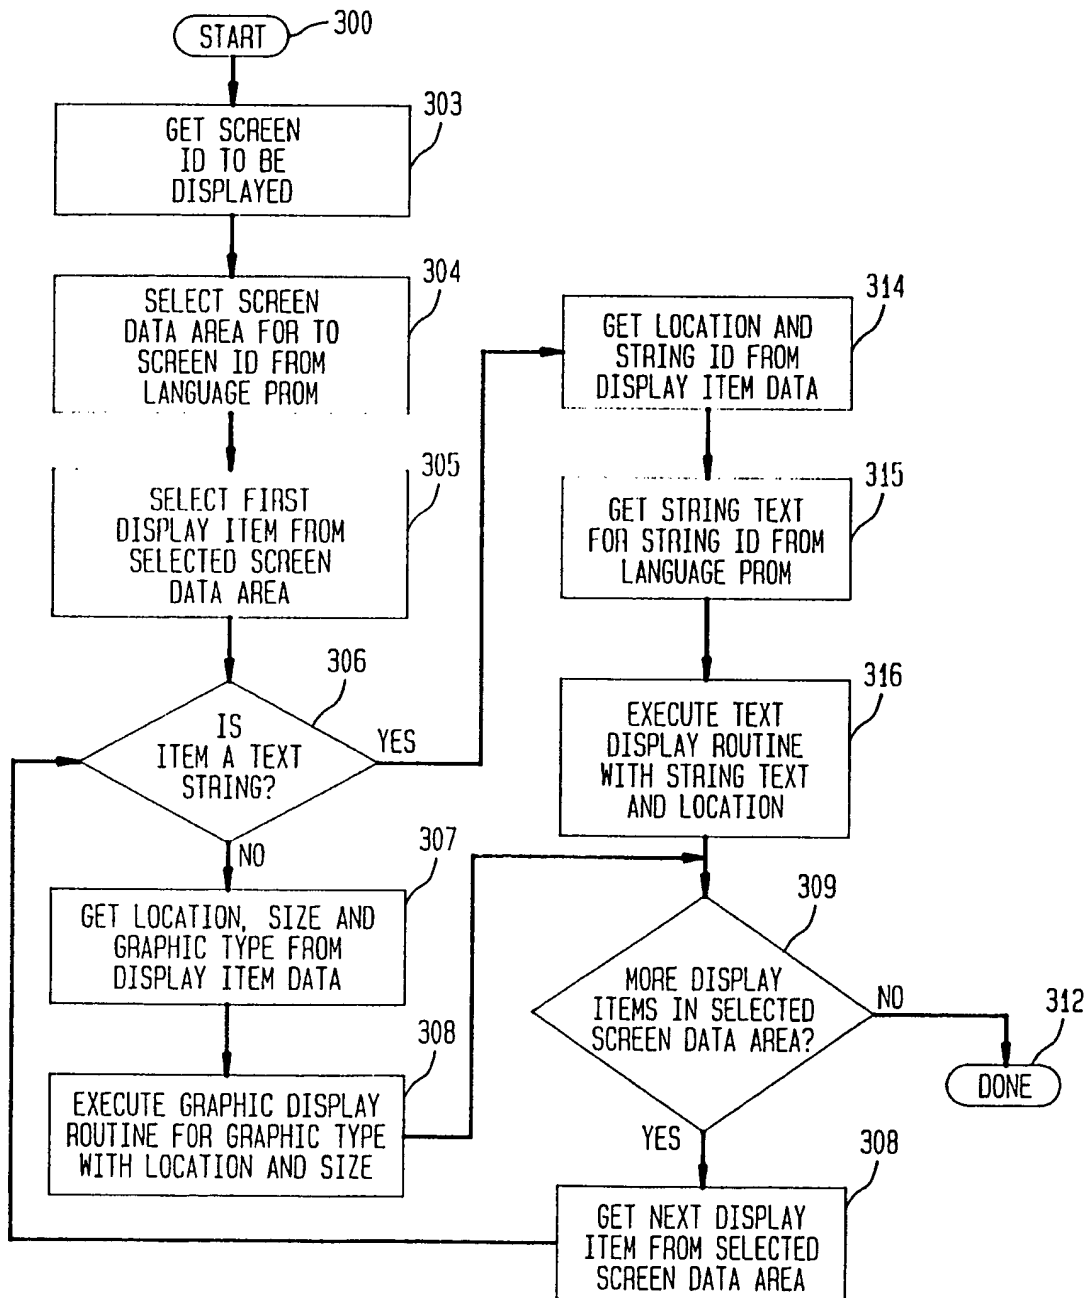 START
300
GET SCREEN
ID TO BE
DISPLAYED
303
SELECT SCREEN
DATA AREA FOR TO
SCREEN ID FROM
LANGUAGE PROM
304
SELECT FIRST
DISPLAY ITEM FROM
SELECTED SCREEN
DATA AREA
305
IS
ITEM A TEXT
STRING?
306
YES
NO
GET LOCATION, SIZE AND
GRAPHIC TYPE FROM
DISPLAY ITEM DATA
307
EXECUTE GRAPHIC DISPLAY
ROUTINE FOR GRAPHIC TYPE
WITH LOCATION AND SIZE
308
GET LOCATION AND
STRING ID FROM
DISPLAY ITEM DATA
314
GET STRING TEXT
FOR STRING ID FROM
LANGUAGE PROM
315
EXECUTE TEXT
DISPLAY ROUTINE
WITH STRING TEXT
AND LOCATION
316
MORE DISPLAY
ITEMS IN SELECTED
SCREEN DATA AREA?
309
NO
DONE
312
YES
GET NEXT DISPLAY
ITEM FROM SELECTED
SCREEN DATA AREA
308